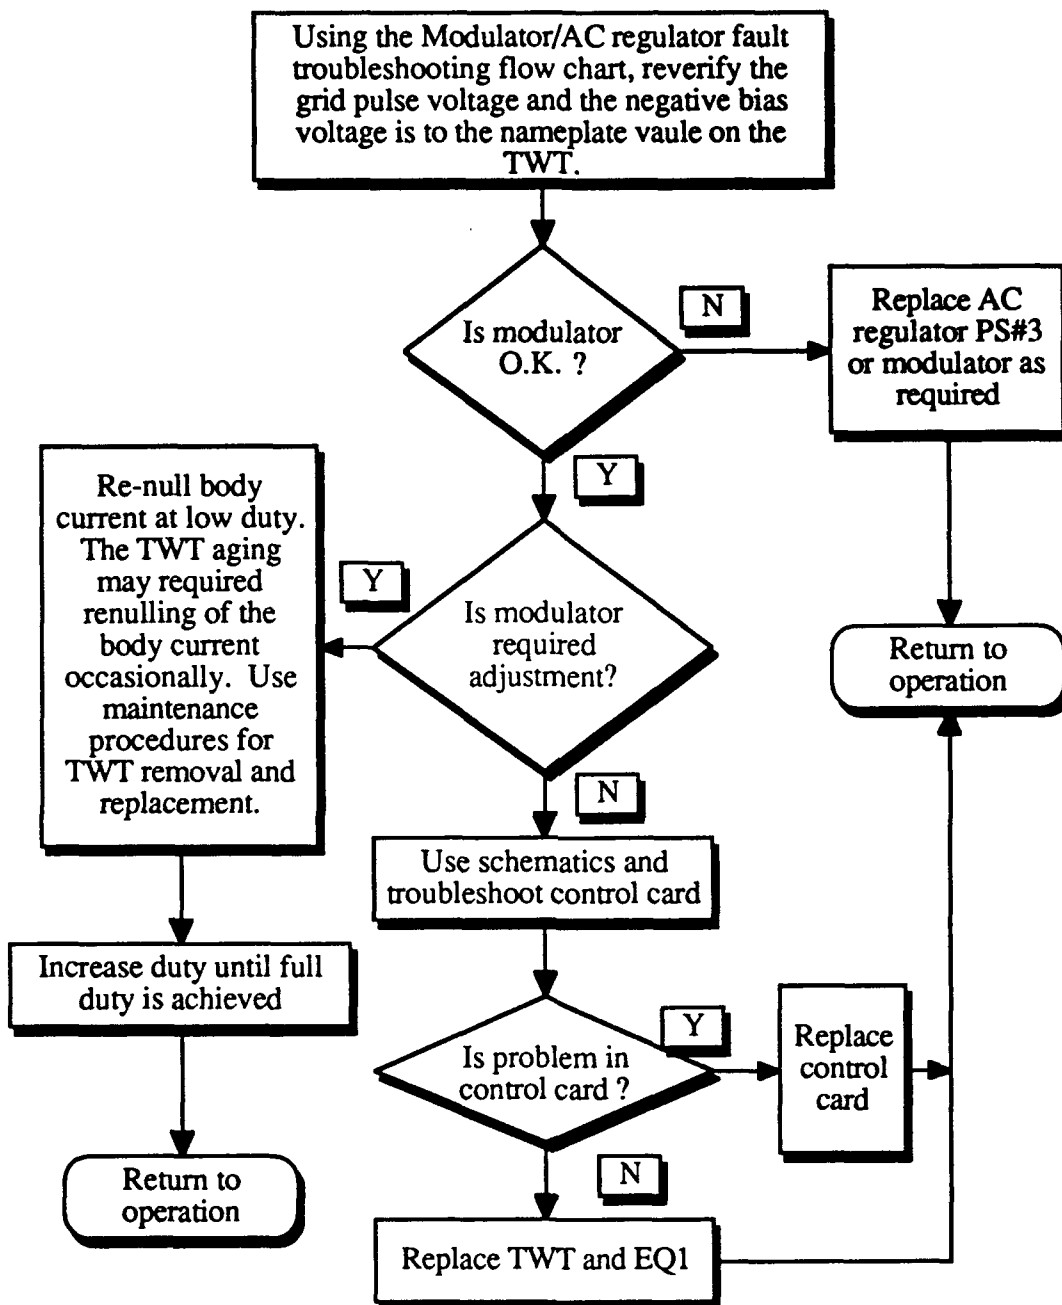 Using the Modulator/AC regulator fault
troubleshooting flow chart, reverify the
grid pulse voltage and the negative bias
voltage is to the nameplate vaule on the
TWT.
Is modulator
O.K. ?
N
Replace AC
regulator PS#3
or modulator as
required
Y
Return to
operation
Is modulator
required
adjustment?
Y
Re-null body
current at low duty.
The TWT aging
may required
renulling of the
body current
occasionally. Use
maintenance
procedures for
TWT removal and
replacement.
Increase duty until full
duty is achieved
Return to
operation
N
Use schematics and
troubleshoot control card
Is problem in
control card ?
Y
Replace
control
card
N
Replace TWT and EQ1